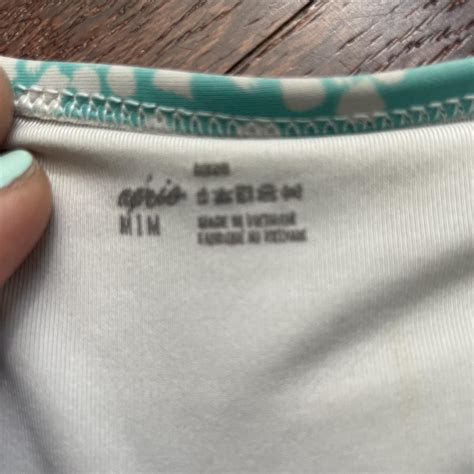 aerie
M | M
MADE IN VIETNAM
FABRIQUÉ AU VIETNAM